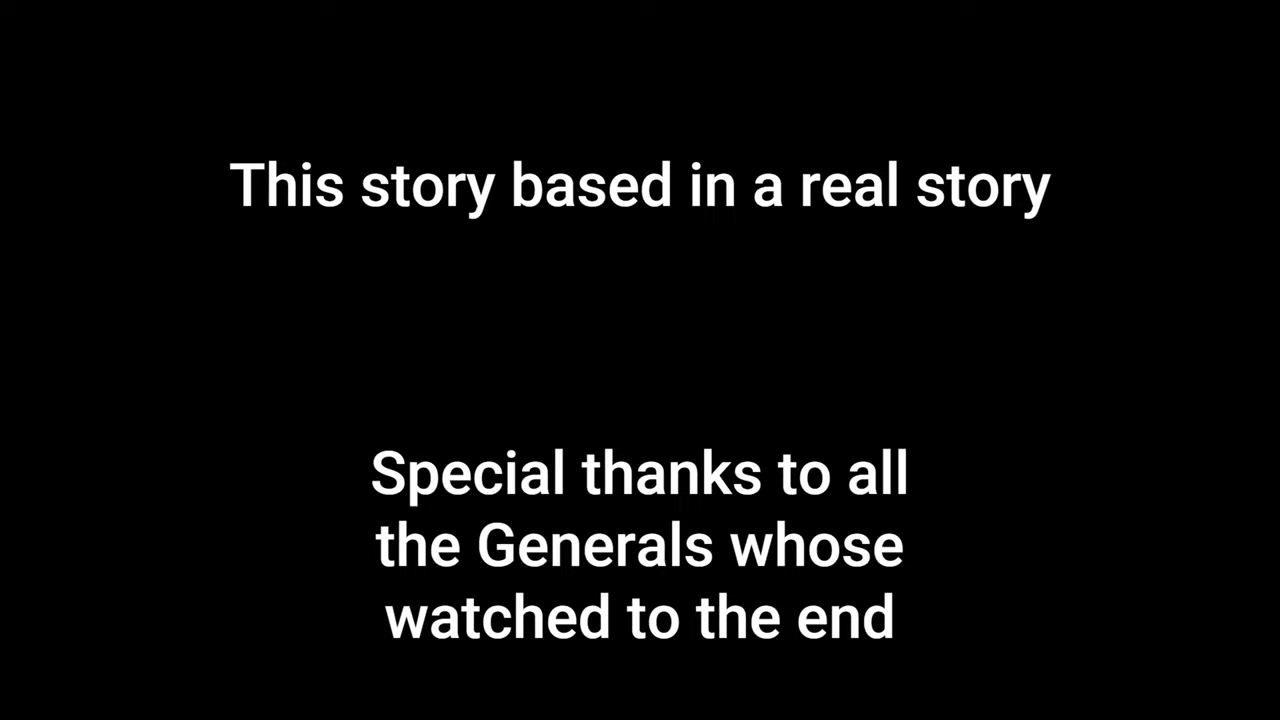 This story based in a real story
Special thanks to all
the Generals whose
watched to the end